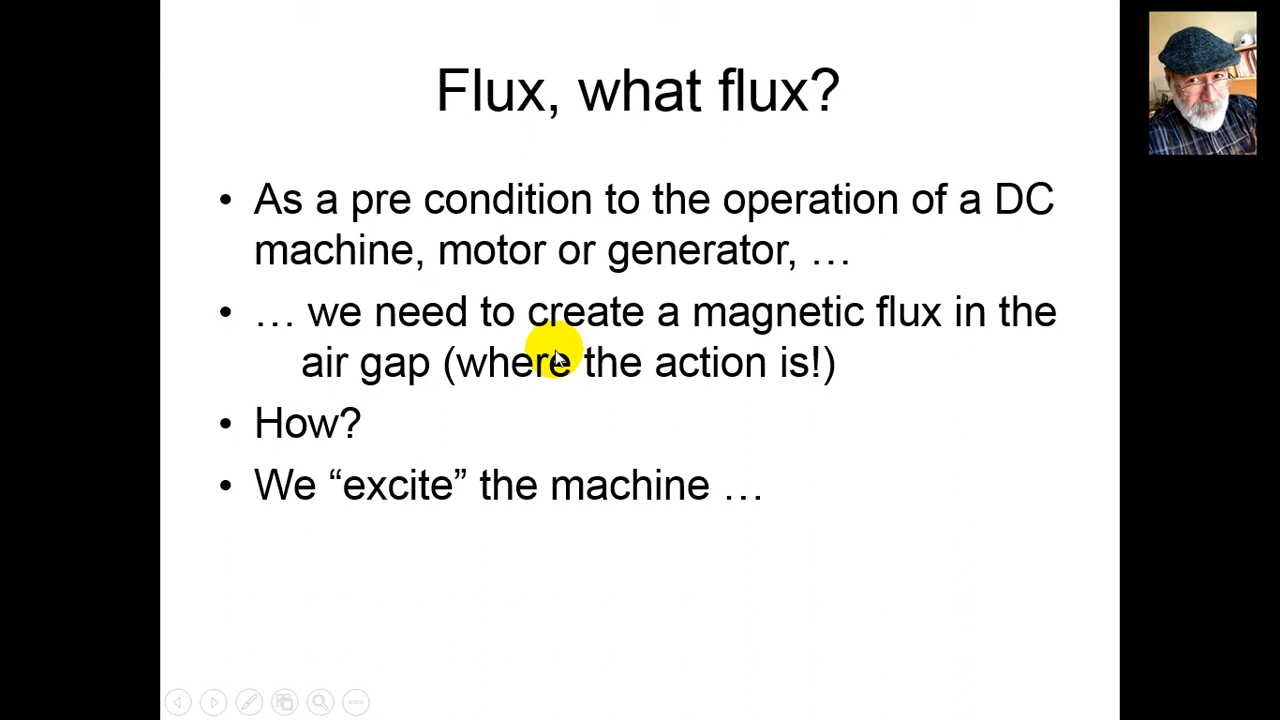 Flux, what flux?
• As a pre condition to the operation of a DC
machine, motor or generator, …
• … we need to create a magnetic flux in the
air gap (where the action is!)
• How?
• We “excite” the machine …